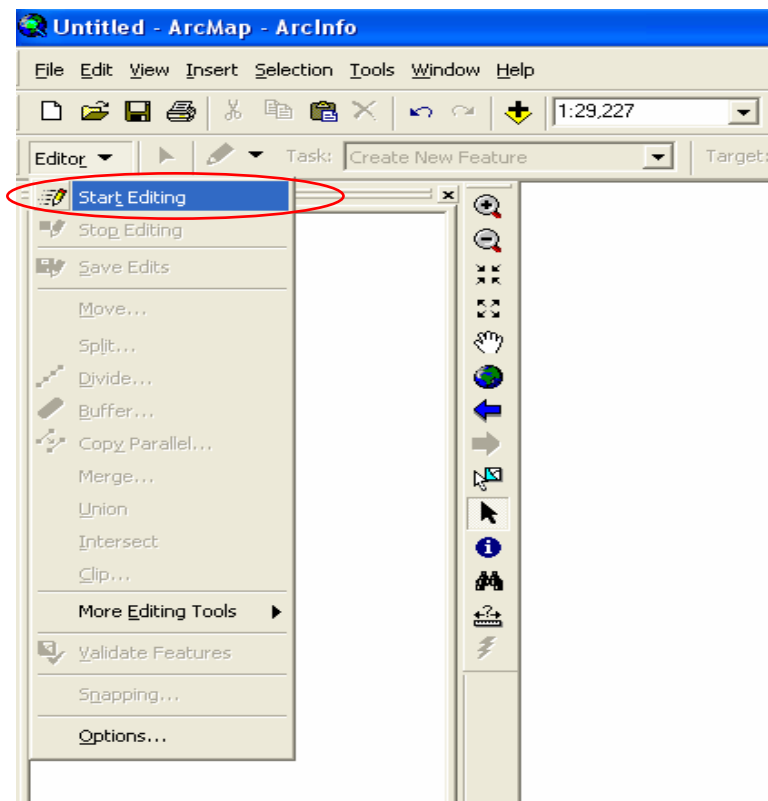 Untitled - ArcMap - ArcInfo
File Edit View Insert Selection Tools Window Help
1:29,227
Editor Task: Create New Feature Target:
Start Editing
Stop Editing
Save Edits
Move...
Split...
Divide...
Buffer...
Copy Parallel...
Merge...
Union
Intersect
Clip...
More Editing Tools
Validate Features
Snapping...
Options...